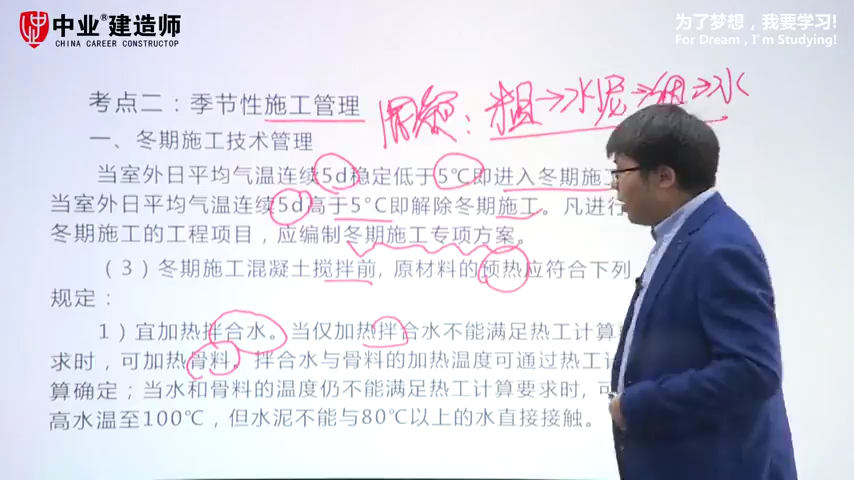 中业®建造师
CHINA CAREER CONSTRUCTOP
为了梦想，我要学习!
For Dream , I'm Studying!
考点二：季节性施工管理
周疑：粗→水泥→细→水
一、冬期施工技术管理
当室外日平均气温连续5d稳定低于5℃即进入冬期施
当室外日平均气温连续5d高于5°C即解除冬期施工。凡进行
冬期施工的工程项目，应编制冬期施工专项方案。
（3）冬期施工混凝土搅拌前, 原材料的预热应符合下列
规定：
1）宜加热拌合水。当仅加热拌合水不能满足热工计算
求时，可加热骨料。拌合水与骨料的加热温度可通过热工计
算确定；当水和骨料的温度仍不能满足热工计算要求时，可
高水温至100℃，但水泥不能与80℃以上的水直接接触。